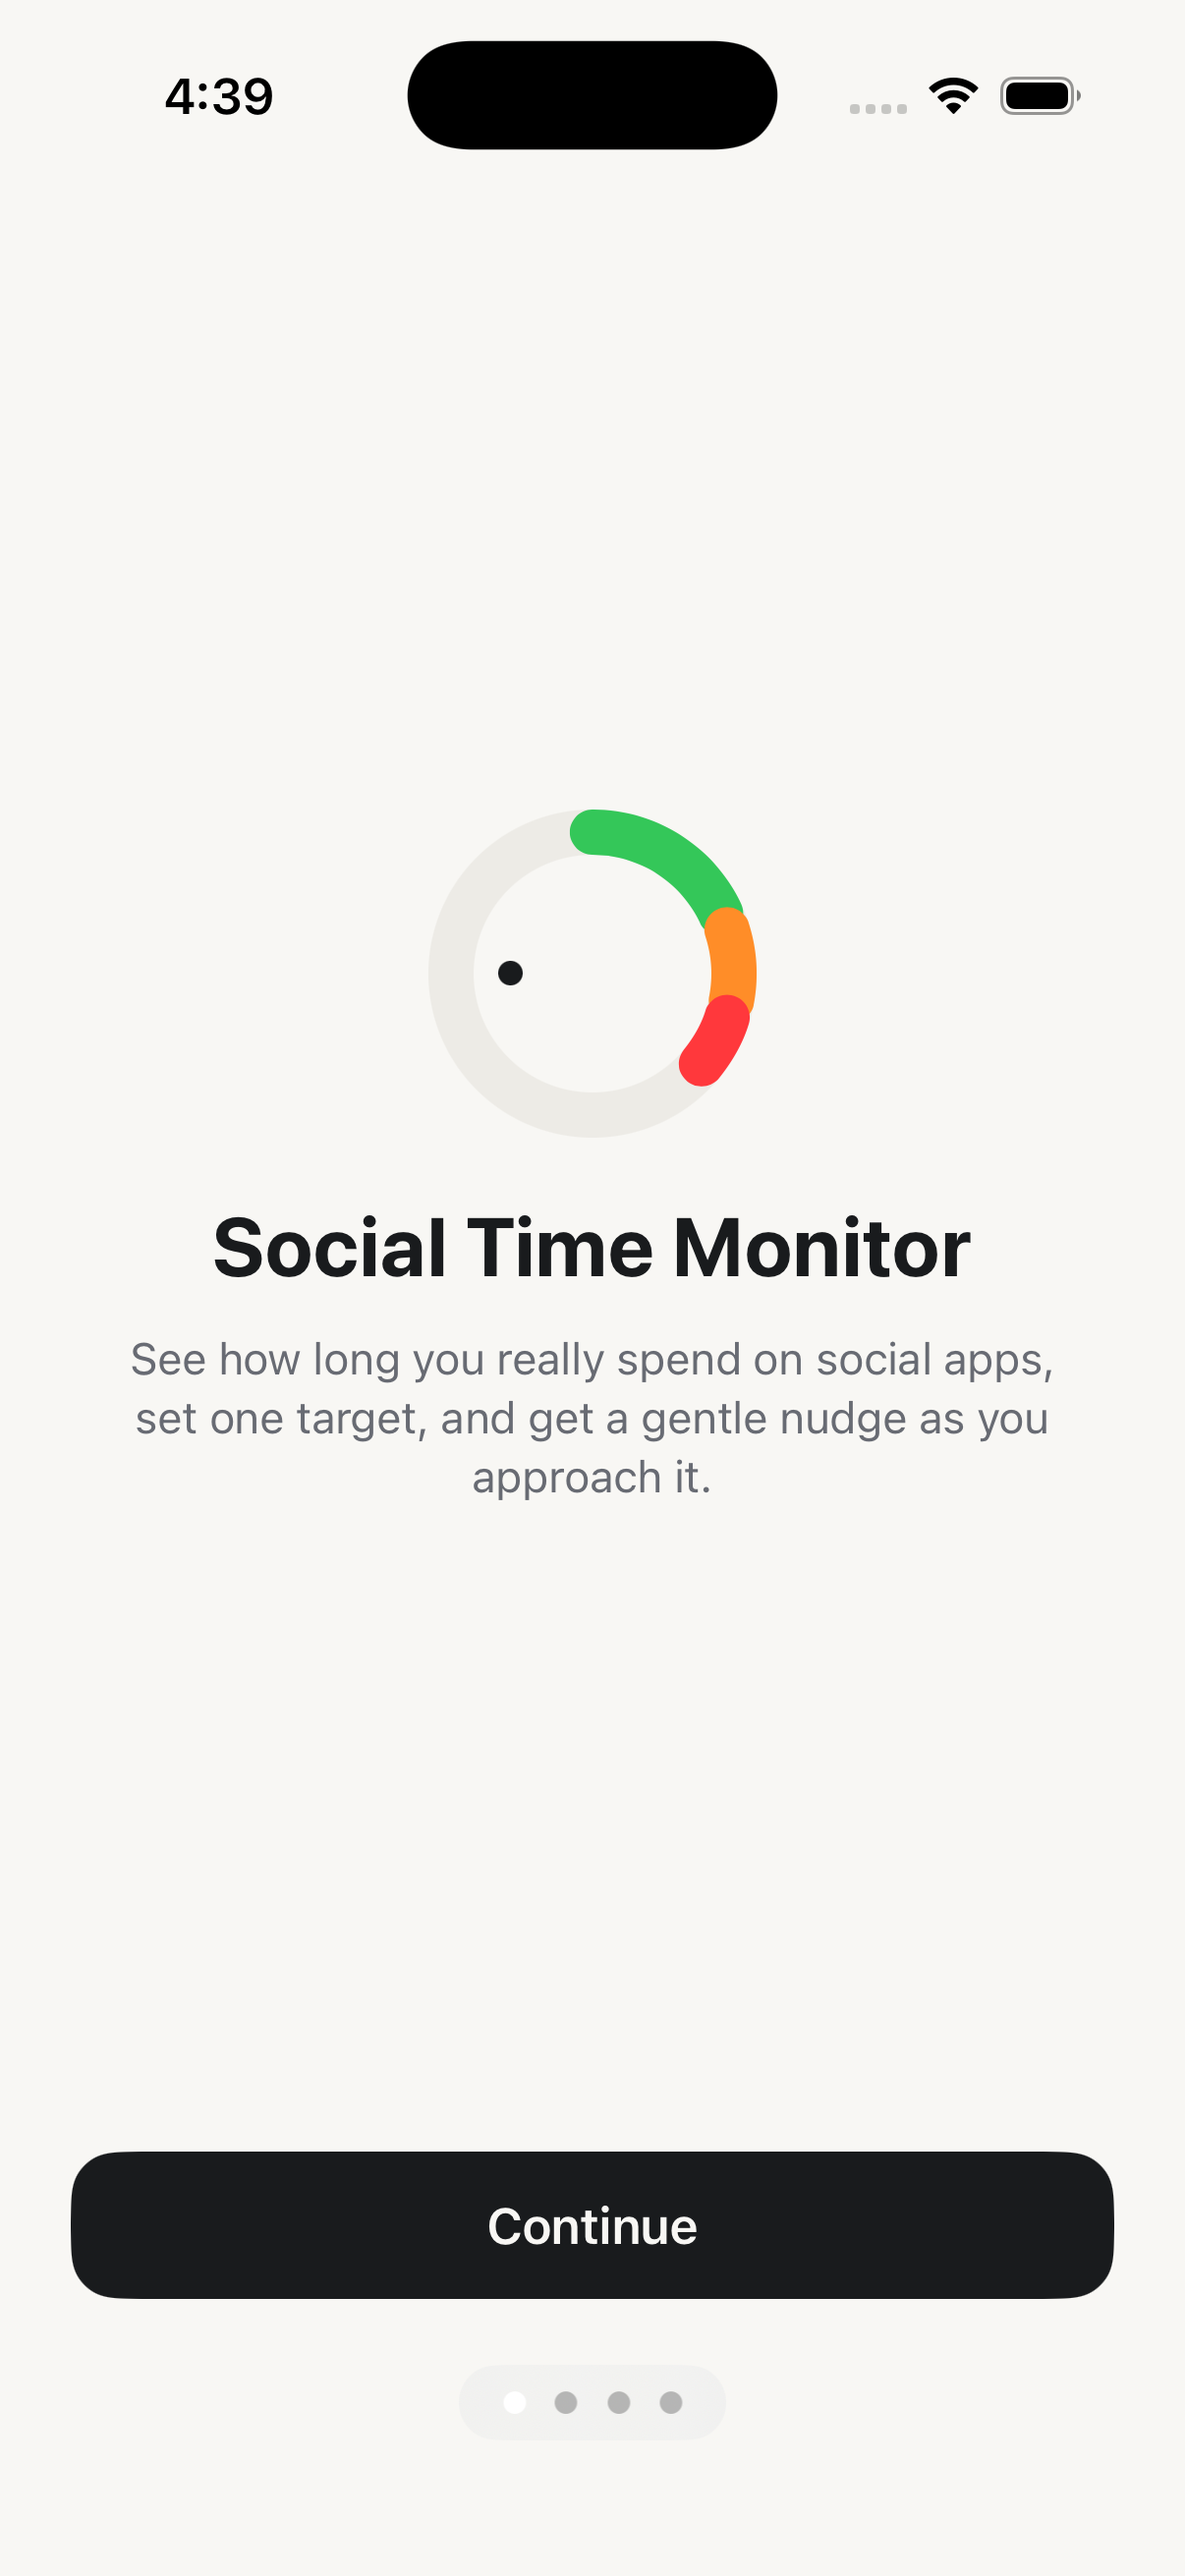 4:39
Social Time Monitor
See how long you really spend on social apps,
set one target, and get a gentle nudge as you
approach it.
Continue